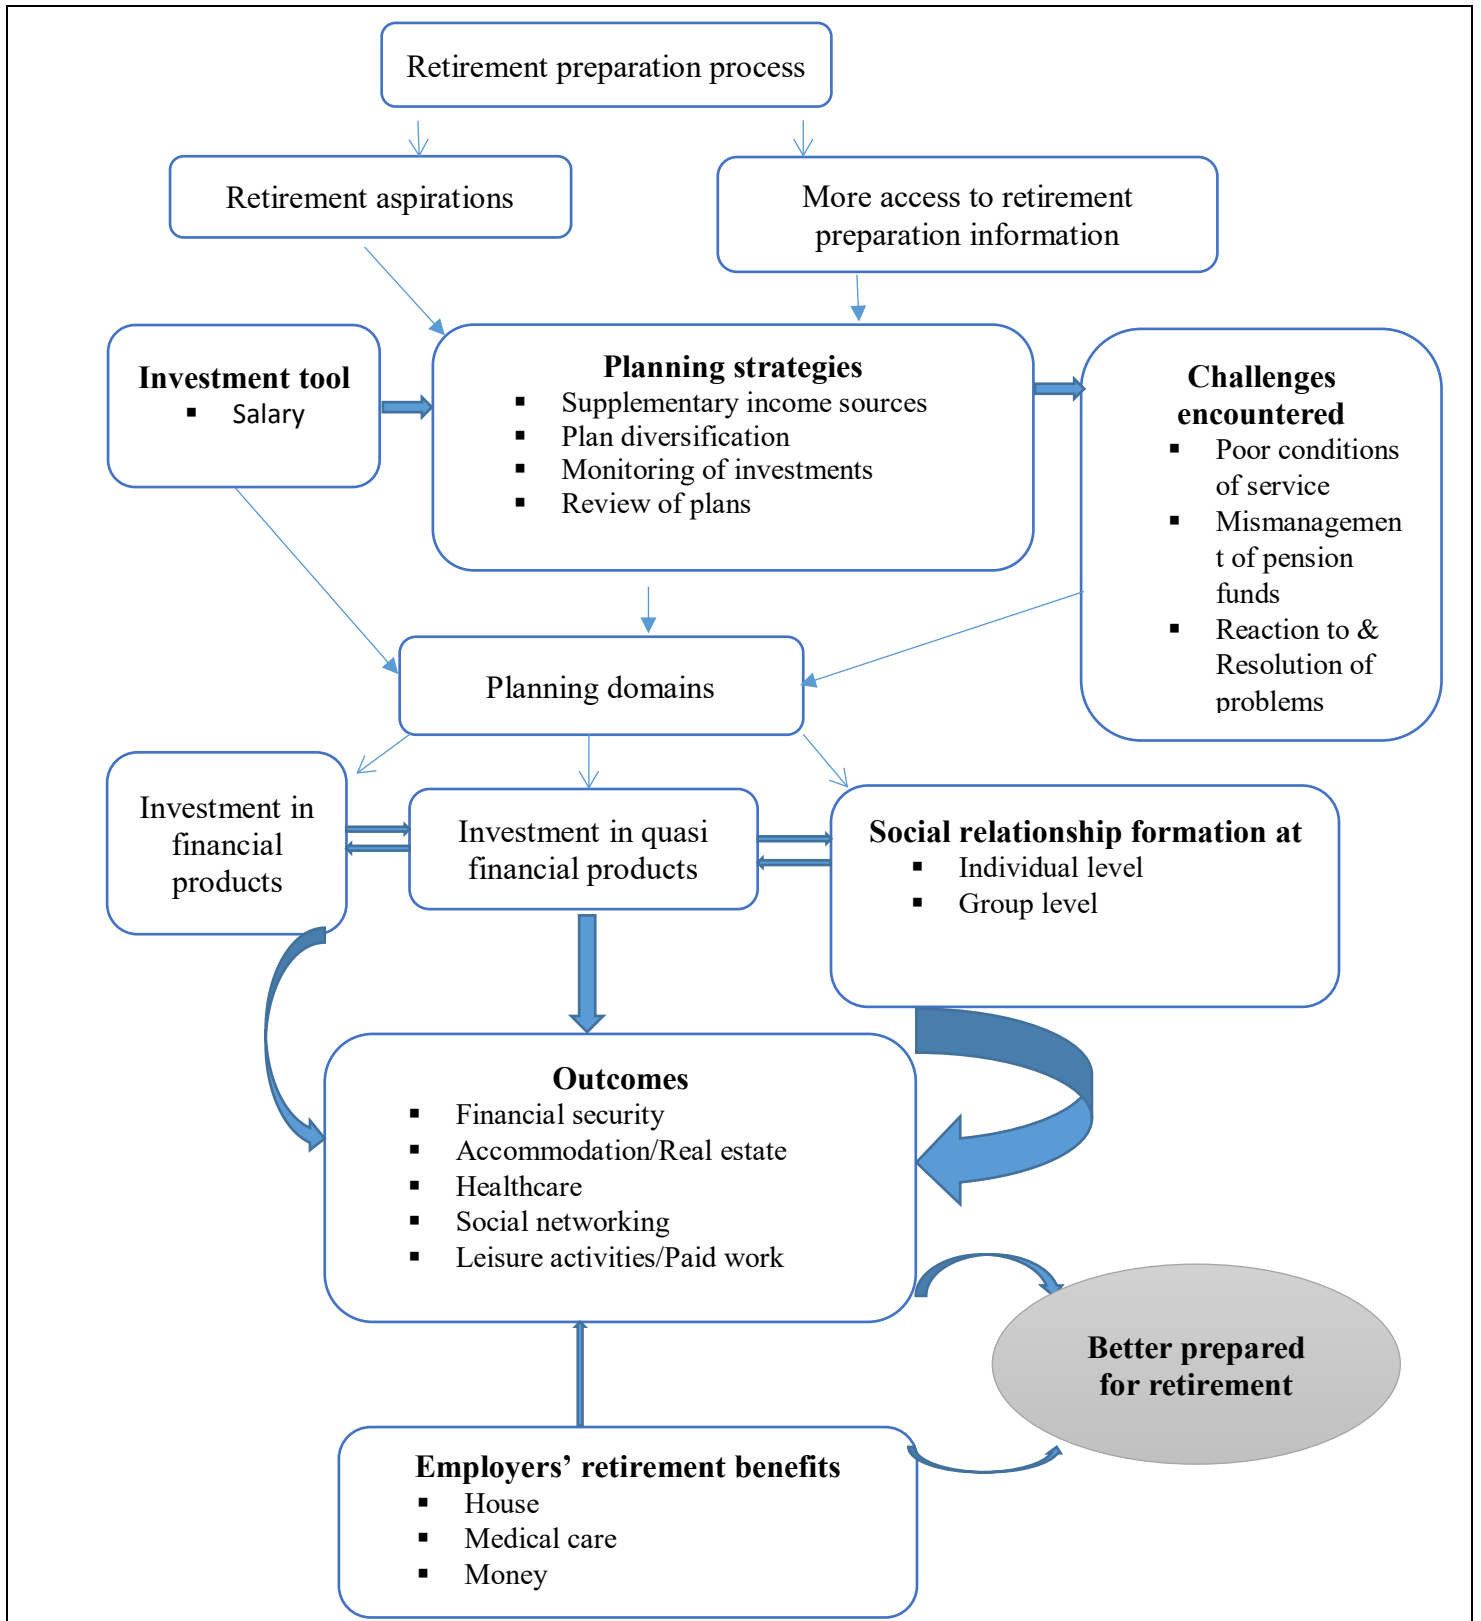 Retirement preparation process
Retirement aspirations
More access to retirement
preparation information
Investment tool
▪ Salary
Planning strategies
▪ Supplementary income sources
▪ Plan diversification
▪ Monitoring of investments
▪ Review of plans
Challenges
encountered
▪ Poor conditions
of service
▪ Mismanagemen
t of pension
funds
▪ Reaction to &
Resolution of
problems
Planning domains
Investment in
financial
products
Investment in quasi
financial products
Social relationship formation at
▪ Individual level
▪ Group level
Outcomes
▪ Financial security
▪ Accommodation/Real estate
▪ Healthcare
▪ Social networking
▪ Leisure activities/Paid work
Better prepared
for retirement
Employers’ retirement benefits
▪ House
▪ Medical care
▪ Money